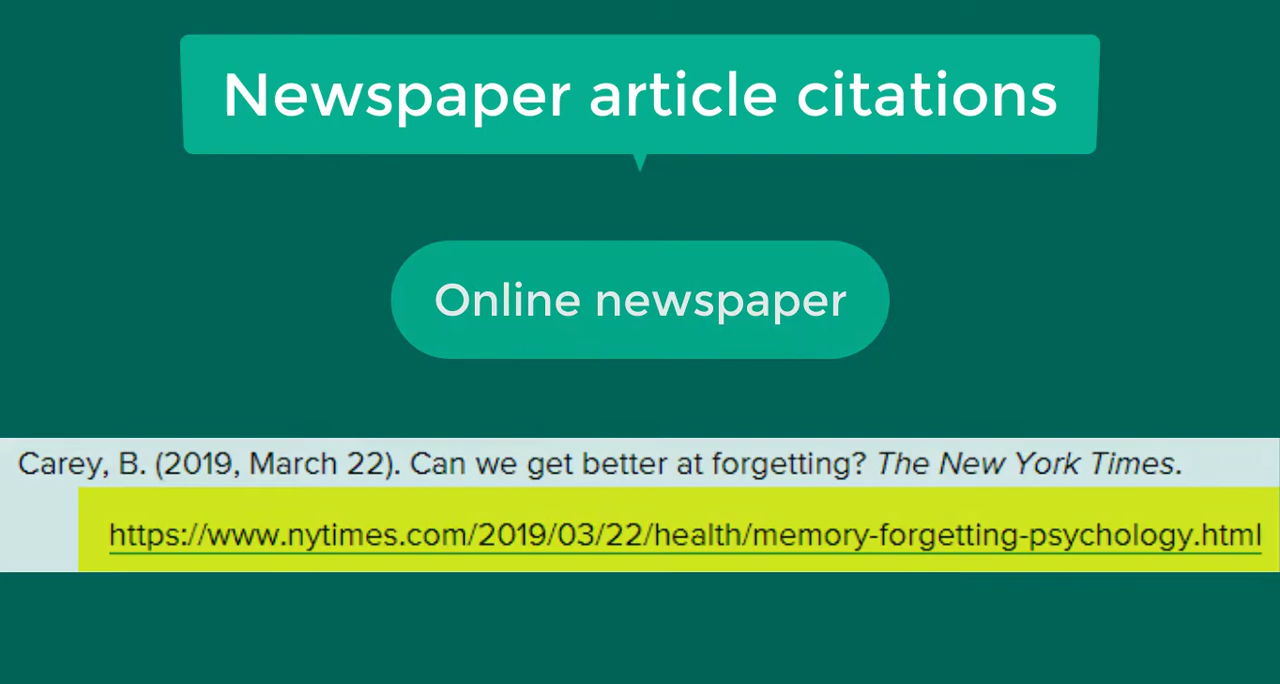 Newspaper article citations
Online newspaper
Carey, B. (2019, March 22). Can we get better at forgetting? The New York Times.
https://www.nytimes.com/2019/03/22/health/memory-forgetting-psychology.html